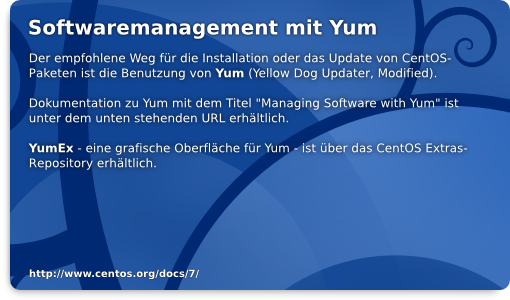 Softwaremanagement mit Yum
Der empfohlene Weg für die Installation oder das Update von CentOS-
Paketen ist die Benutzung von Yum (Yellow Dog Updater, Modified).
Dokumentation zu Yum mit dem Titel "Managing Software with Yum" ist
unter dem unten stehenden URL erhältlich.
YumEx - eine grafische Oberfläche für Yum - ist über das CentOS Extras-
Repository erhältlich.
http://www.centos.org/docs/7/